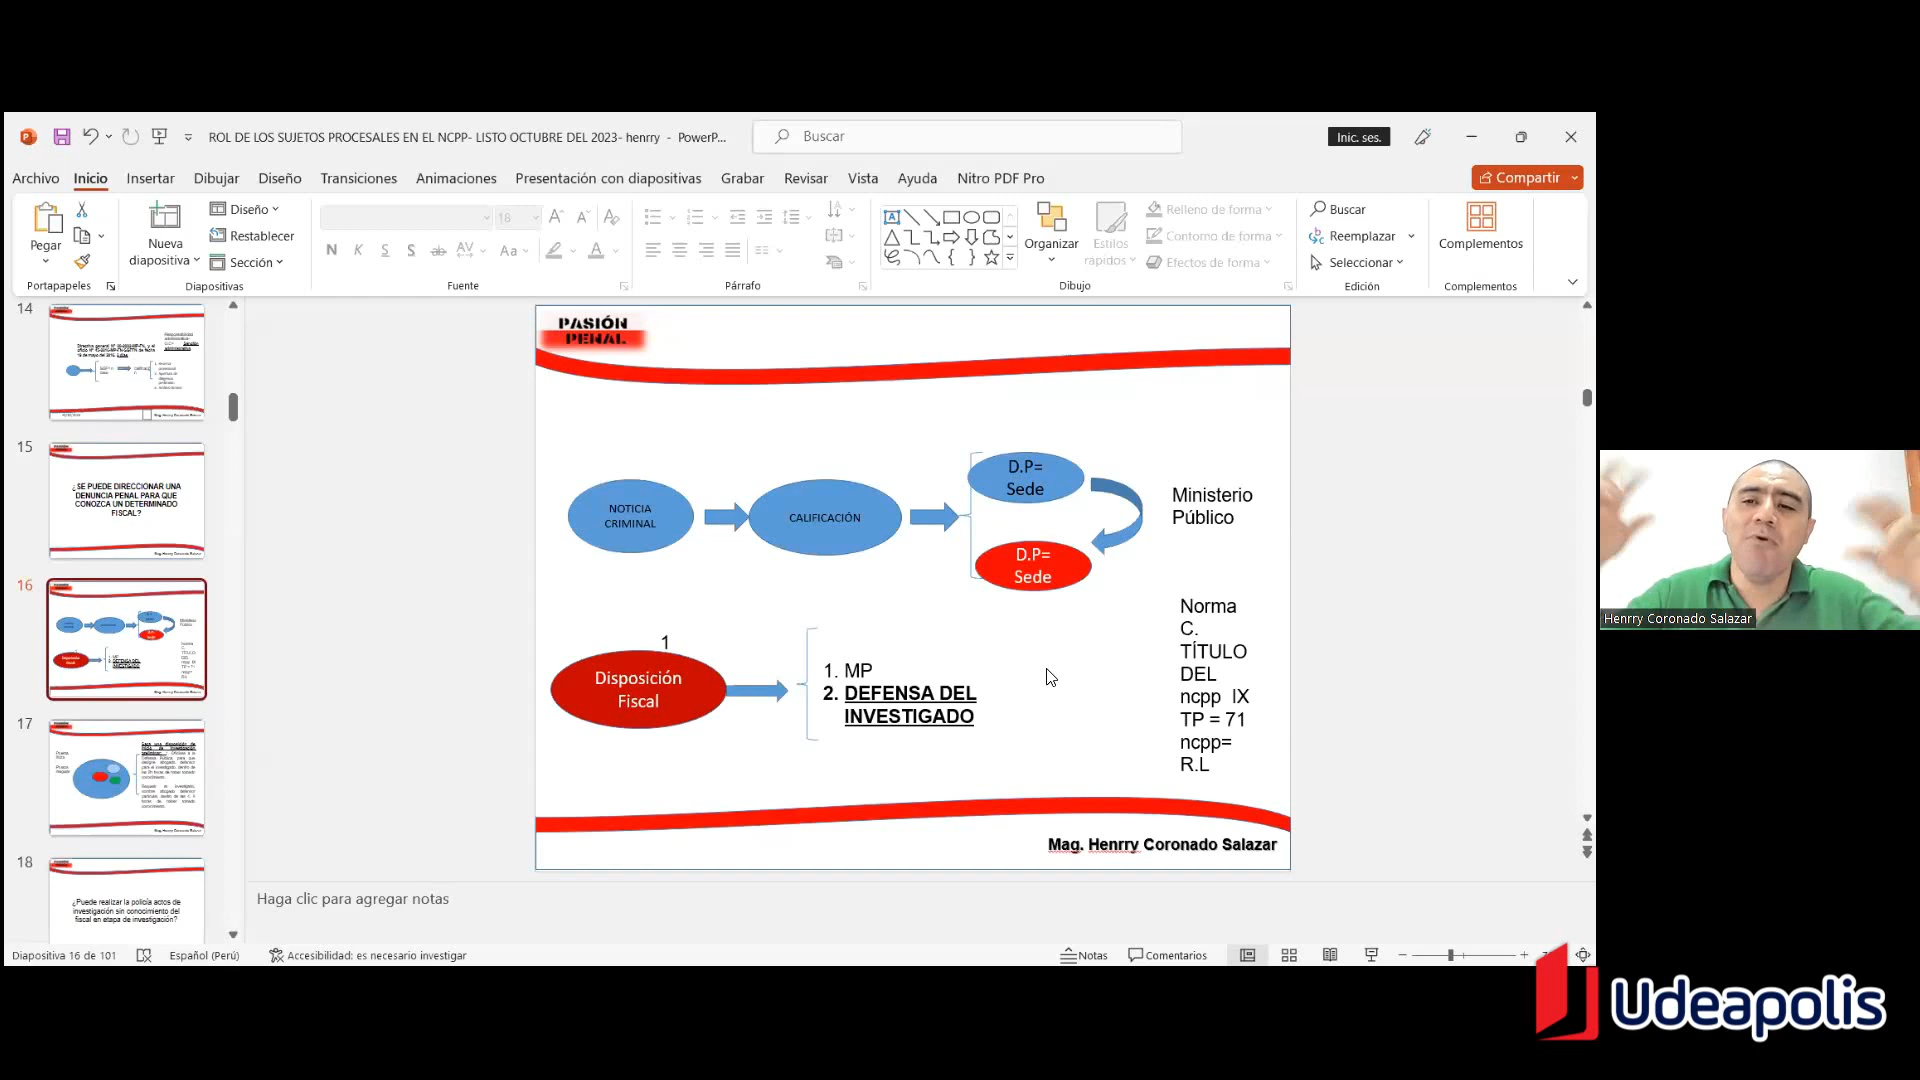 ROL DE LOS SUJETOS PROCESALES EN EL NCPP- LISTO OCTUBRE DEL 2023- henrry - PowerP...
Buscar
Inic. ses.
Archivo Inicio Insertar Dibujar Diseño Transiciones Animaciones Presentación con diapositivas Grabar Revisar Vista Ayuda Nitro PDF Pro
Compartir
Pegar
Nueva
diapositiva
Diseño
Restablecer
Sección
18
N K S S ab AV Aa A
Organizar
Estilos
rápidos
Relleno de forma
Contorno de forma
Efectos de forma
Buscar
Reemplazar
Seleccionar
Complementos
Portapapeles
Diapositivas
Fuente
Párrafo
Dibujo
Edición
Complementos
14
15
¿SE PUEDE DIRECCIONAR UNA
DENUNCIA PENAL PARA QUE
CONOZCA UN DETERMINADO
FISCAL?
16
17
18
¿Puede realizar la policía actos de
investigación sin conocimiento del
fiscal en etapa de investigación?
PASIÓN
PENAL
NOTICIA
CRIMINAL
CALIFICACIÓN
D.P=
Sede
D.P=
Sede
Ministerio
Público
1
Disposición
Fiscal
1. MP
2. DEFENSA DEL
INVESTIGADO
Norma
C.
TÍTULO
DEL
ncpp IX
TP = 71
ncpp=
R.L
Mag. Henrry Coronado Salazar
Henrry Coronado Salazar
Haga clic para agregar notas
Diapositiva 16 de 101
Español (Perú)
Accesibilidad: es necesario investigar
Notas
Comentarios
Udeapolis